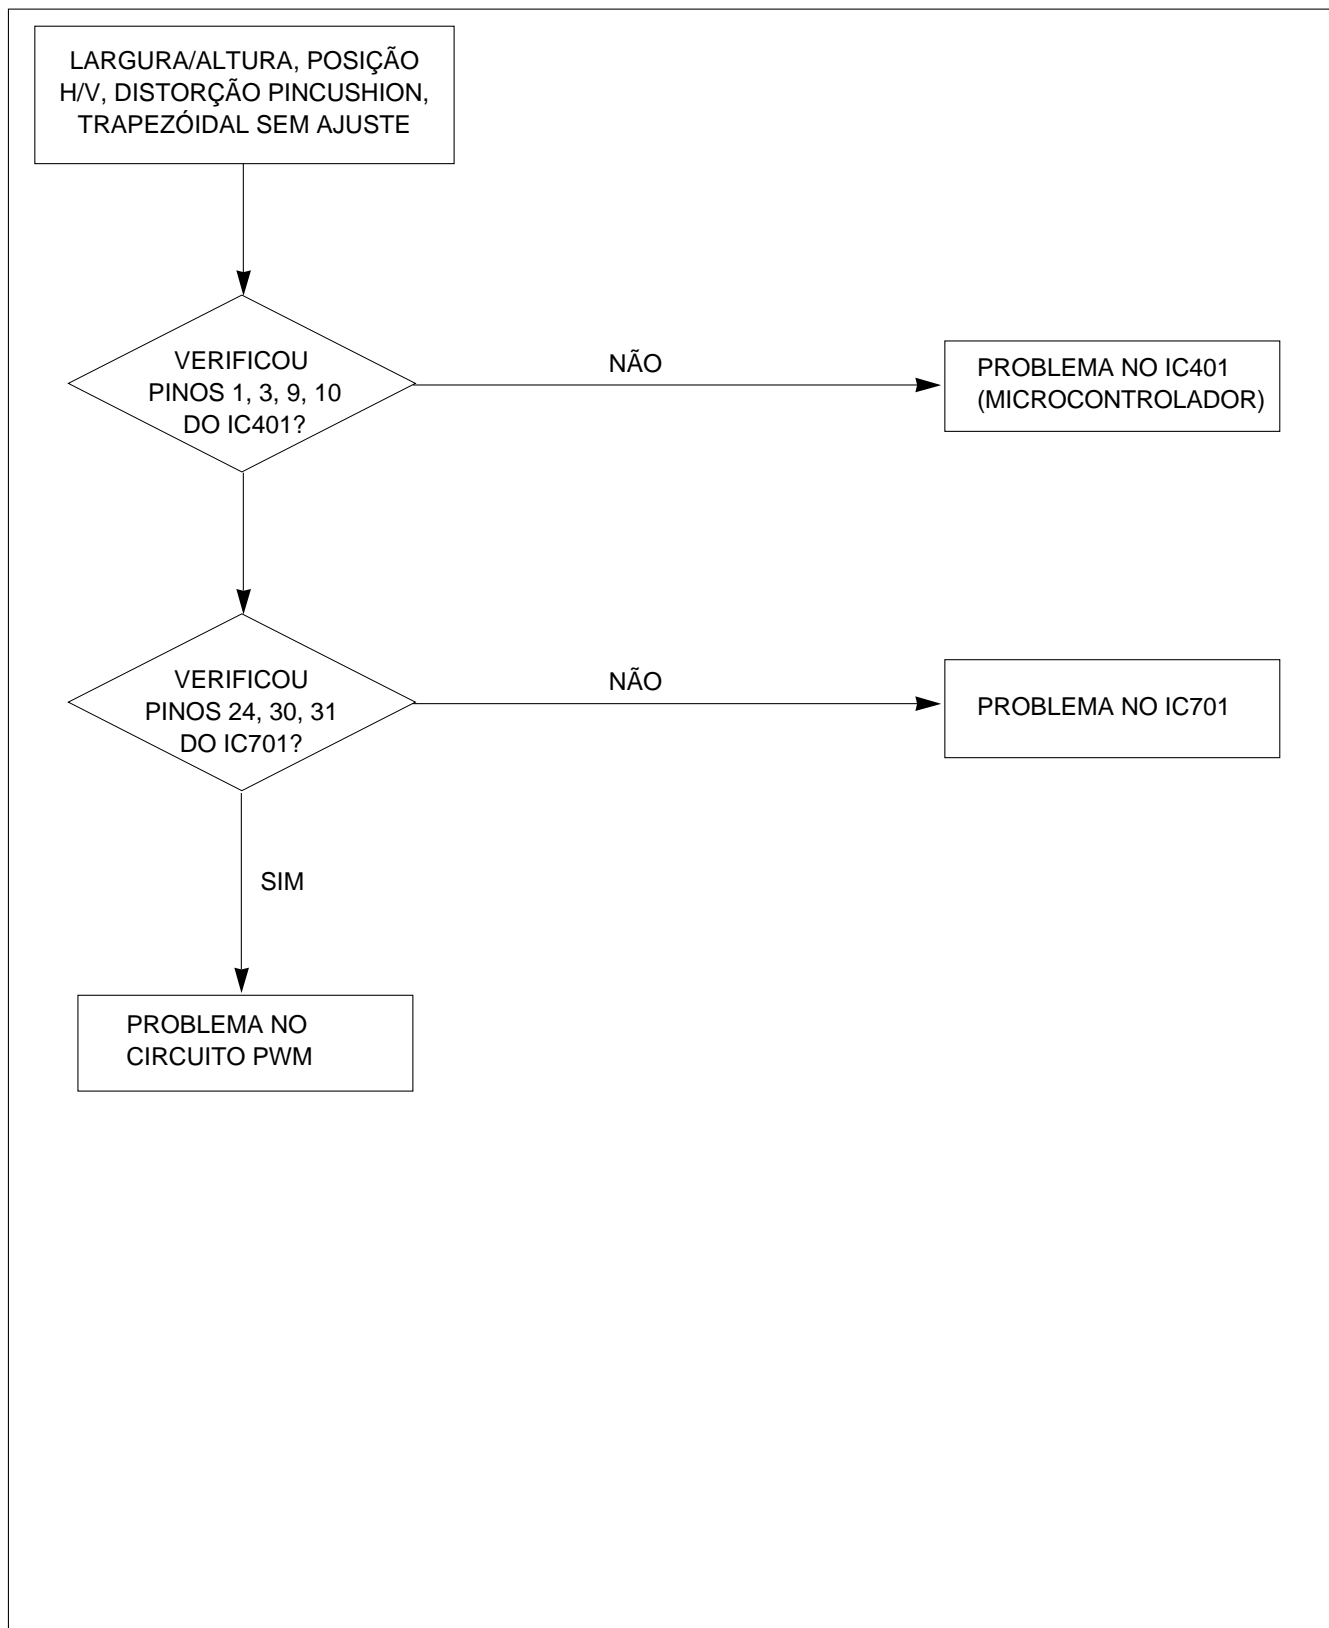 LARGURA/ALTURA, POSIÇÃO
H/V, DISTORÇÃO PINCUSHION,
TRAPEZÓIDAL SEM AJUSTE
VERIFICOU
PINOS 1, 3, 9, 10
DO IC401?
NÃO
PROBLEMA NO IC401
(MICROCONTROLADOR)
VERIFICOU
PINOS 24, 30, 31
DO IC701?
NÃO
PROBLEMA NO IC701
SIM
PROBLEMA NO
CIRCUITO PWM